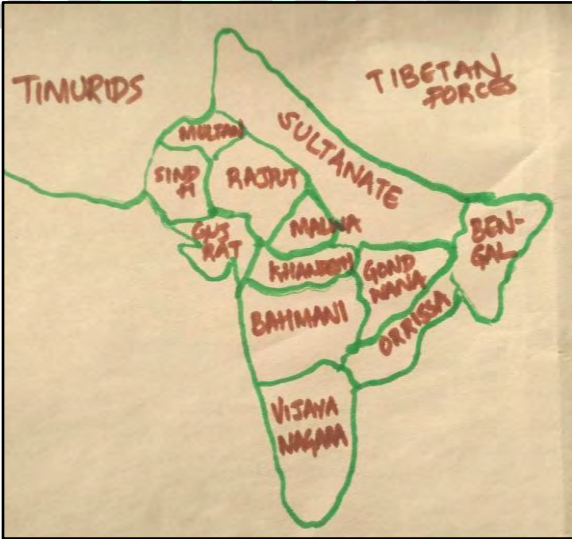 TIMURIDS
TIBETAN
FORCES
MULTAN
SULTANATE
SIND
H
RAJPUT
GUJ
RAT
MALWA
BEN-
GAL
KHANDESH
GOND
WANA
BAHMANI
ORRISSA
VIJAYA
NAGARA